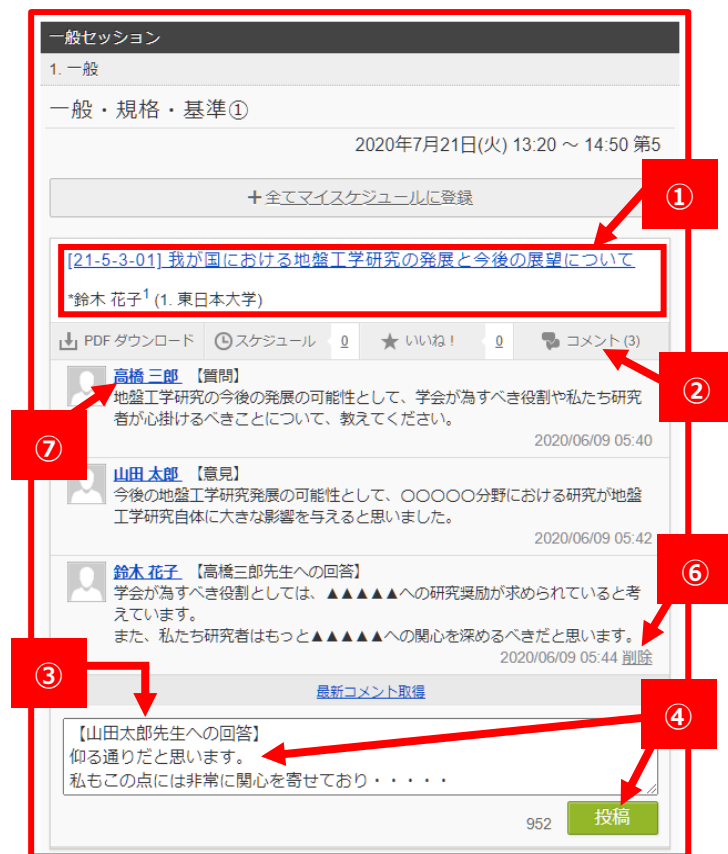 一般セッション
1. 一般
一般・規格・基準①
2020年7月21日(火) 13:20 ～ 14:50 第5
+全てマイスケジュールに登録
①
[21-5-3-01] 我が国における地盤工学研究の発展と今後の展望について
*鈴木 花子1 (1. 東日本大学)
PDF ダウンロード スケジュール 0 ★ いいね！ 0 コメント (3)
②
高橋 三郎 【質問】
地盤工学研究の今後の発展の可能性として、学会が為すべき役割や私たち研究
者が心掛けるべきことについて、教えてください。
⑦
2020/06/09 05:40
山田 太郎 【意見】
今後の地盤工学研究発展の可能性として、〇〇〇〇〇分野における研究が地盤
工学研究自体に大きな影響を与えると思いました。
2020/06/09 05:42
鈴木 花子 【高橋三郎先生への回答】
⑥
学会が為すべき役割としては、▲▲▲▲▲への研究奨励が求められていると考
えています。
また、私たち研究者はもっと▲▲▲▲▲への関心を深めるべきだと思います。
2020/06/09 05:44 削除
③
最新コメント取得
④
【山田太郎先生への回答】
仰る通りだと思います。
私もこの点には非常に関心を寄せており・・・・・
952 投稿